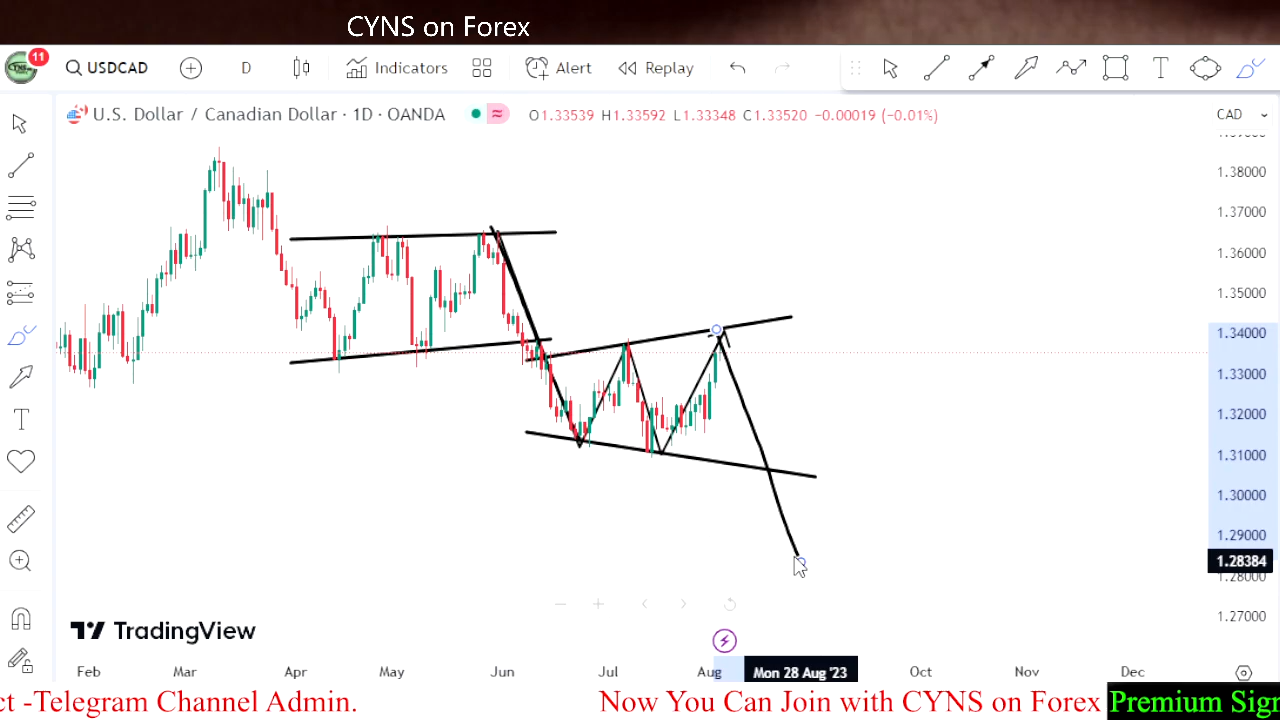 CYNS on Forex
11
USDCAD
D
Indicators
Alert
Replay
U.S. Dollar / Canadian Dollar · 1D · OANDA
O1.33539 H1.33592 L1.33348 C1.33520 −0.00019 (−0.01%)
CAD
1.38000
1.37000
1.36000
1.35000
1.34000
1.33000
1.32000
1.31000
1.30000
1.29000
1.28384
1.28000
1.27000
TradingView
Feb Mar Apr May Jun Jul Aug Mon 28 Aug '23 Oct Nov Dec
ct -Telegram Channel Admin. Now You Can Join with CYNS on Forex Premium Sign